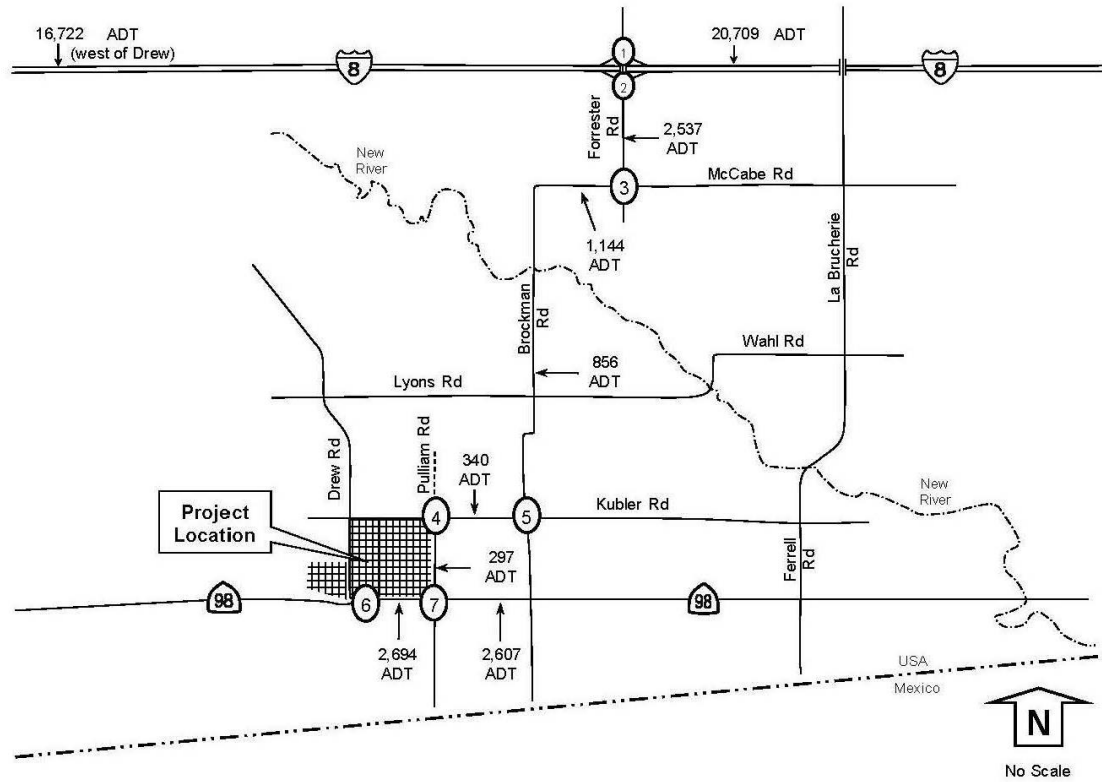 16,722 ADT
(west of Drew)
20,709 ADT
8
8
1
2
Forrester
Rd
2,537
ADT
New
River
3
McCabe Rd
1,144
ADT
La Brucherie
Rd
Brockman
Rd
Wahl Rd
856
ADT
Lyons Rd
Drew Rd
Pulliam Rd
340
ADT
New
River
Project
Location
4
5
Kubler Rd
297
ADT
Ferrell
Rd
98
6
7
98
2,694
ADT
2,607
ADT
USA
Mexico
N
No Scale